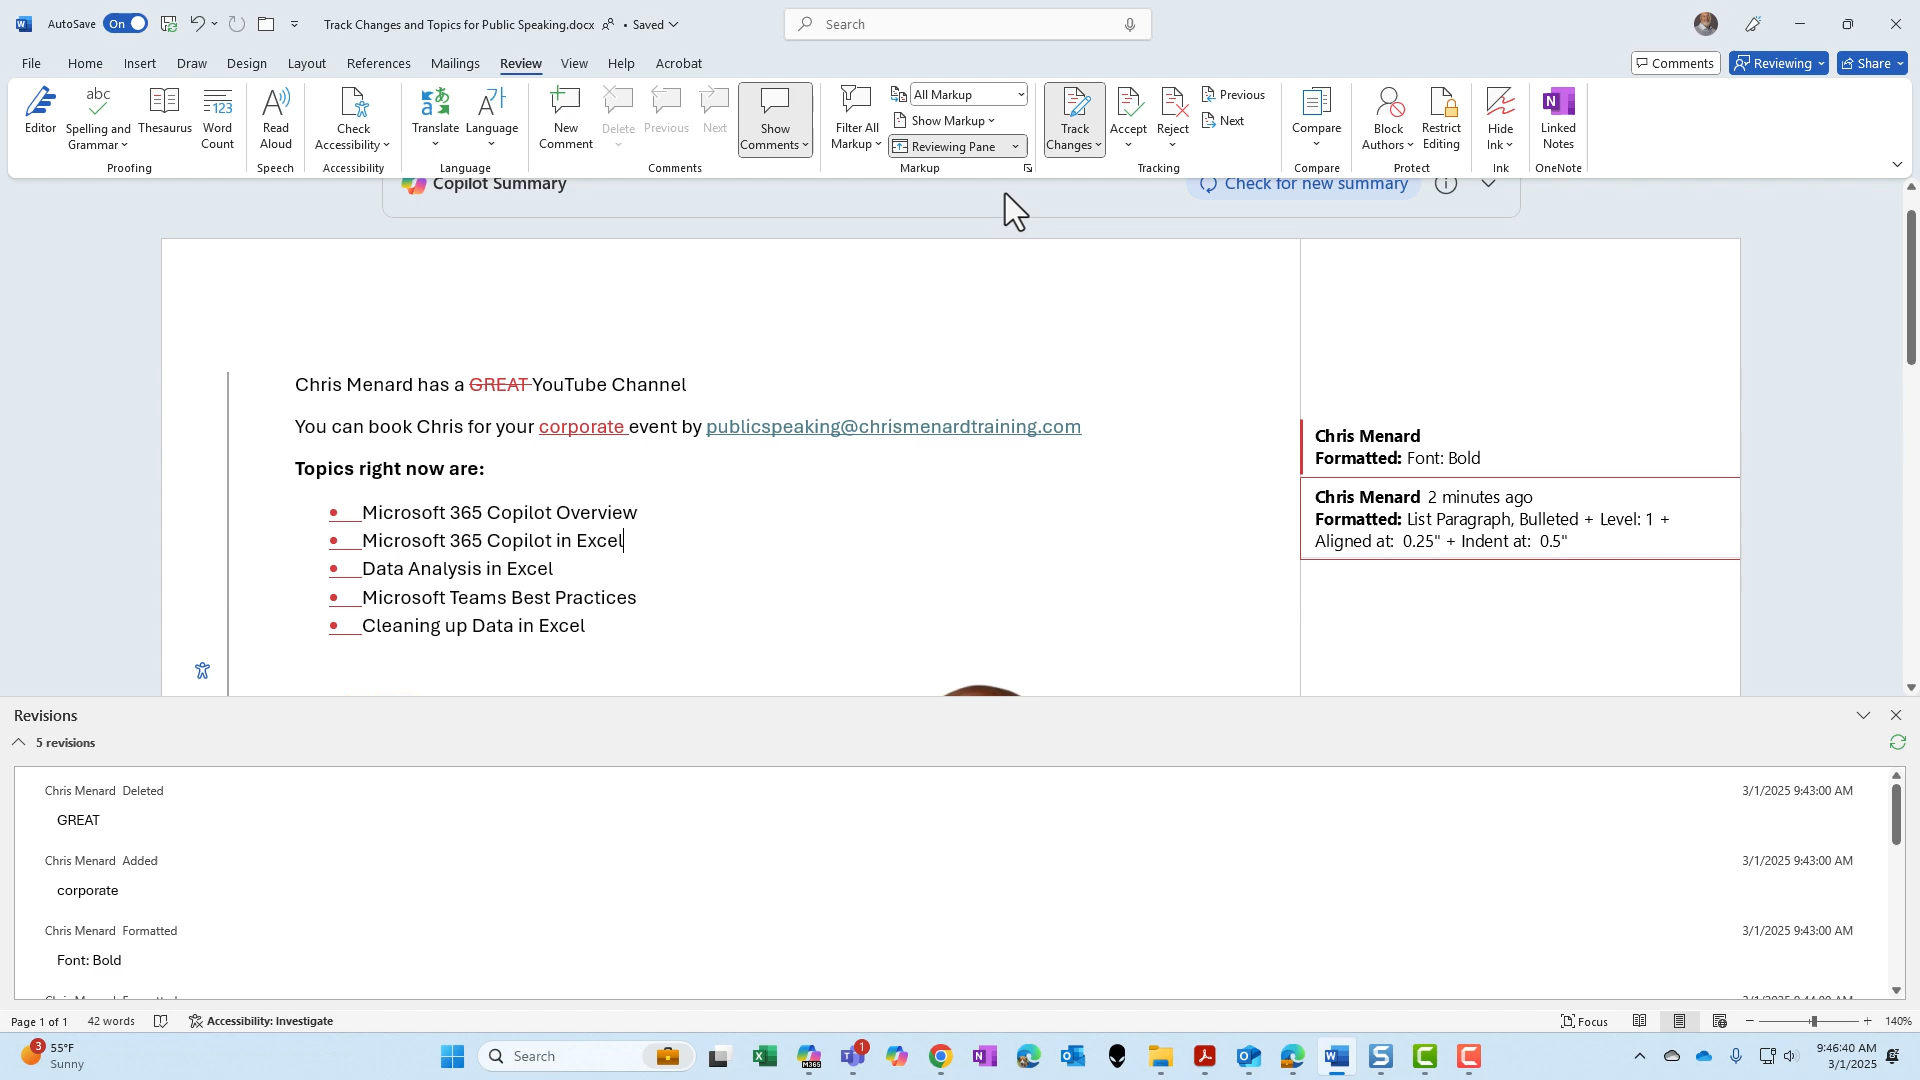 AutoSave On Track Changes and Topics for Public Speaking.docx • Saved Search
File Home Insert Draw Design Layout References Mailings Review View Help Acrobat Comments Reviewing Share
Editor Spelling and Grammar Thesaurus Word Count Read Aloud Check Accessibility Translate Language New Comment Delete Previous Next Show Comments Filter All Markup All Markup Show Markup Reviewing Pane Track Changes Accept Reject Previous Next Compare Block Authors Restrict Editing Hide Ink Linked Notes
Proofing Speech Accessibility Language Comments Markup Tracking Compare Protect Ink OneNote
Copilot Summary Check for new summary
Chris Menard has a GREAT YouTube Channel
You can book Chris for your corporate event by publicspeaking@chrismenardtraining.com
Topics right now are:
• Microsoft 365 Copilot Overview
• Microsoft 365 Copilot in Excel
• Data Analysis in Excel
• Microsoft Teams Best Practices
• Cleaning up Data in Excel
Chris Menard
Formatted: Font: Bold
Chris Menard 2 minutes ago
Formatted: List Paragraph, Bulleted + Level: 1 +
Aligned at: 0.25" + Indent at: 0.5"
Revisions
5 revisions
Chris Menard Deleted 3/1/2025 9:43:00 AM
GREAT
Chris Menard Added 3/1/2025 9:43:00 AM
corporate
Chris Menard Formatted 3/1/2025 9:43:00 AM
Font: Bold
Page 1 of 1 42 words Accessibility: Investigate Focus 140%
3 55°F
Sunny
Search M365 1
9:46:40 AM
3/1/2025